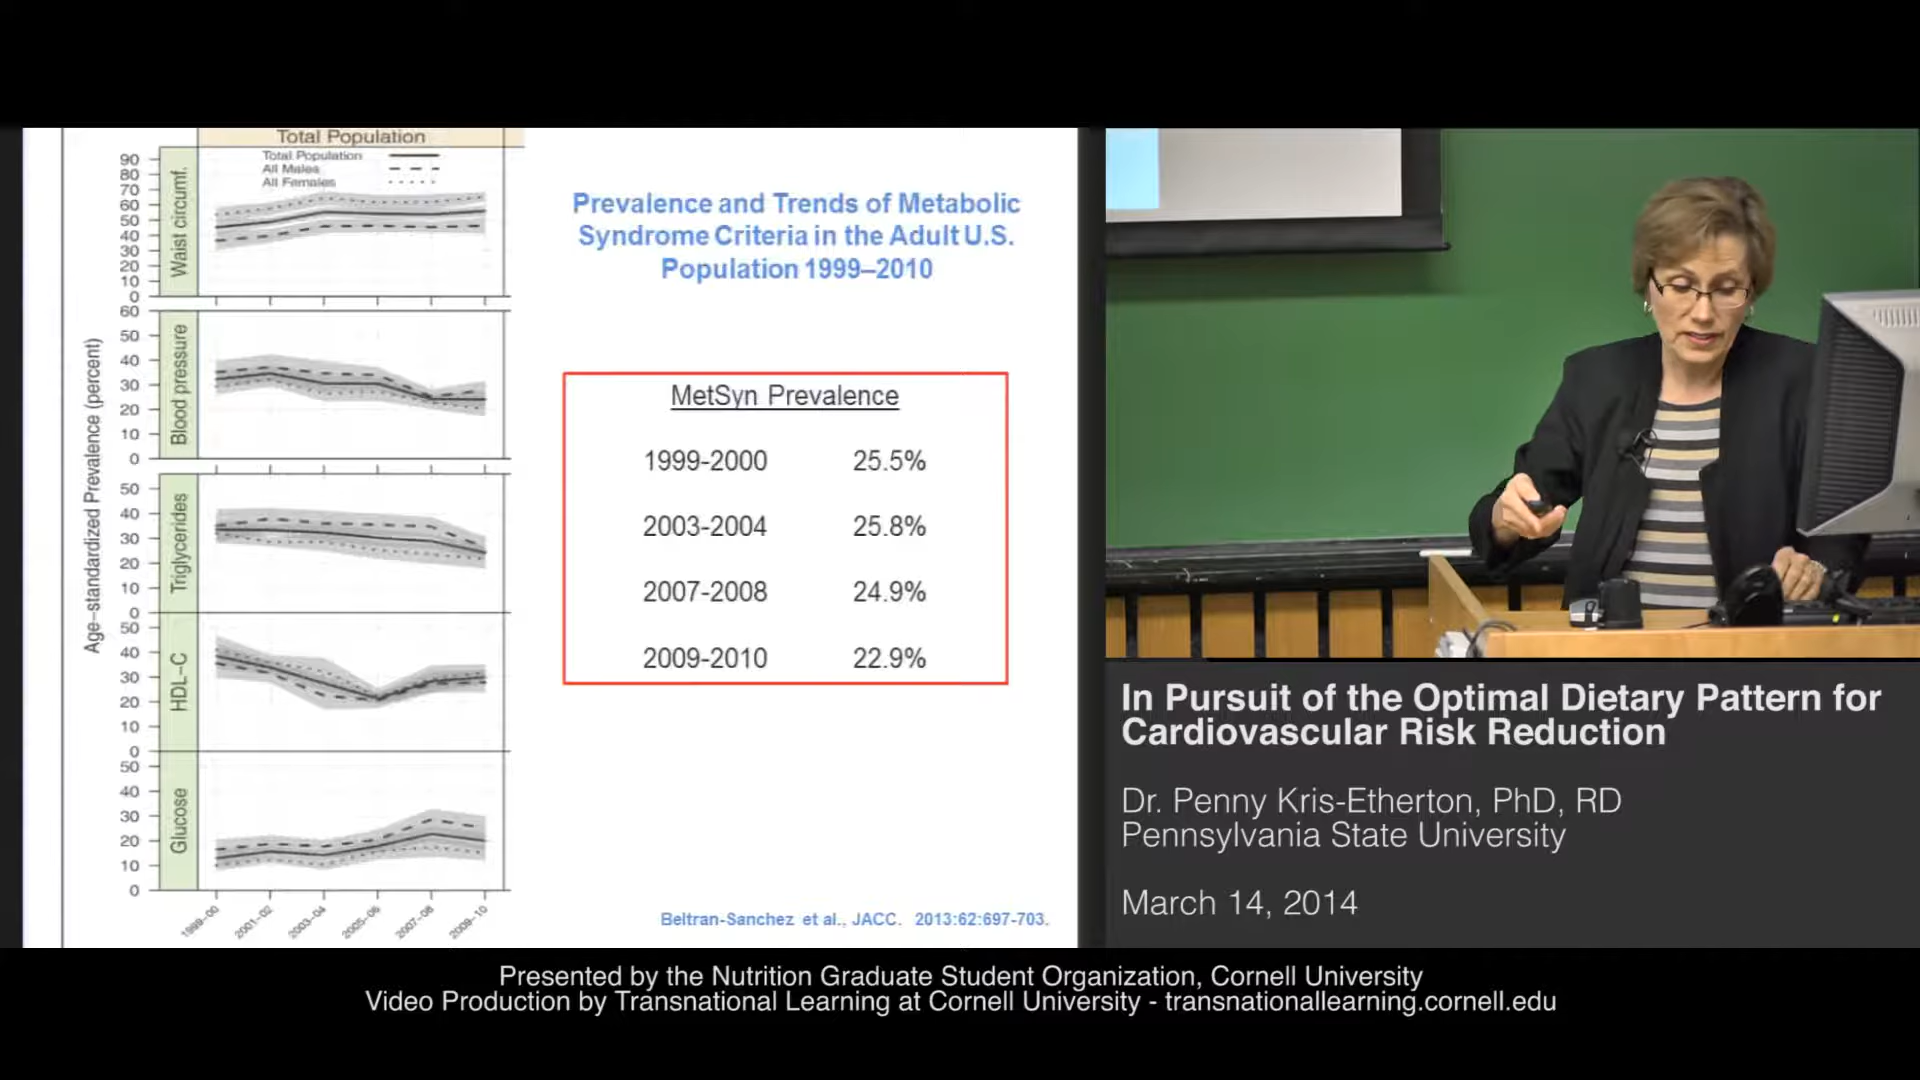 Total Population
Total Population
All Males
All Females
90
80
70
60
50
40
30
20
10
0
Waist circumf.
60
50
40
30
20
10
0
Blood pressure
50
40
30
20
10
0
Triglycerides
50
40
30
20
10
0
HDL–C
50
40
30
20
10
0
Glucose
Age–standardized Prevalence (percent)
1999–00
2001–02
2003–04
2005–06
2007–08
2009–10
Prevalence and Trends of Metabolic
Syndrome Criteria in the Adult U.S.
Population 1999–2010
MetSyn Prevalence
1999-2000 25.5%
2003-2004 25.8%
2007-2008 24.9%
2009-2010 22.9%
Beltran-Sanchez et al., JACC. 2013:62:697-703.
In Pursuit of the Optimal Dietary Pattern for
Cardiovascular Risk Reduction
Dr. Penny Kris-Etherton, PhD, RD
Pennsylvania State University
March 14, 2014
Presented by the Nutrition Graduate Student Organization, Cornell University
Video Production by Transnational Learning at Cornell University - transnationallearning.cornell.edu